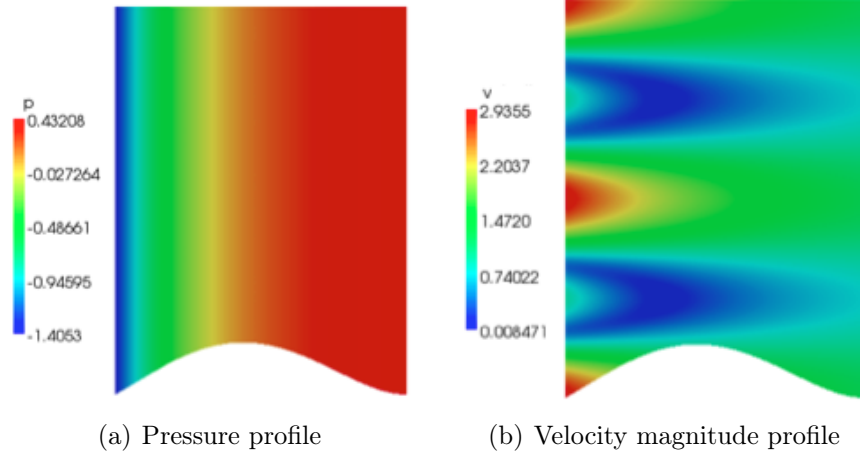 p
0.43208
-0.027264
-0.48661
-0.94595
-1.4053
v
2.9355
2.2037
1.4720
0.74022
0.008471
(a) Pressure profile
(b) Velocity magnitude profile